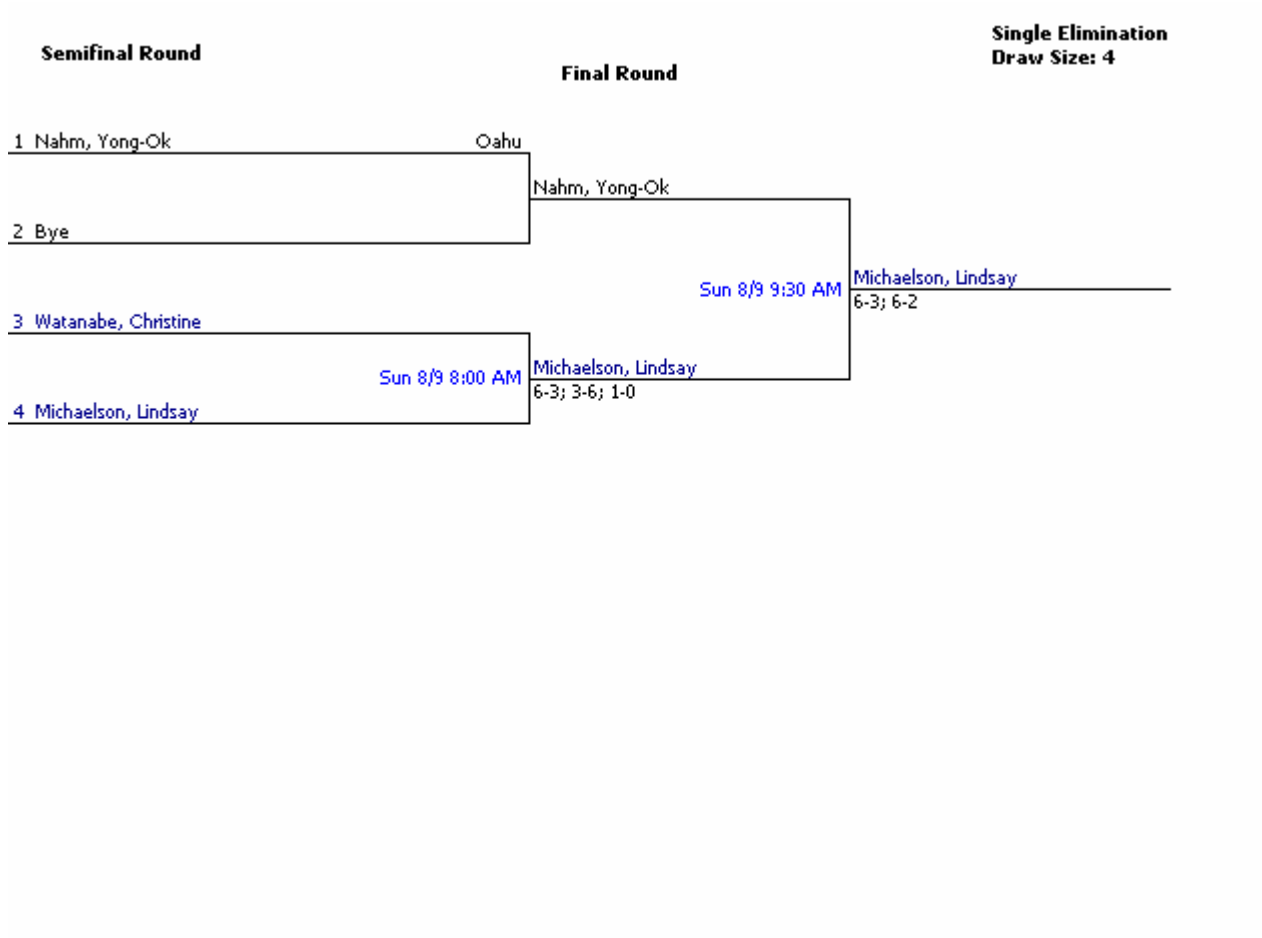 Single Elimination
Draw Size: 4
Semifinal Round
Final Round
1 Nahm, Yong-Ok Oahu
Nahm, Yong-Ok
2 Bye
Michaelson, Lindsay
Sun 8/9 9:30 AM
6-3; 6-2
3 Watanabe, Christine
Michaelson, Lindsay
Sun 8/9 8:00 AM
6-3; 3-6; 1-0
4 Michaelson, Lindsay